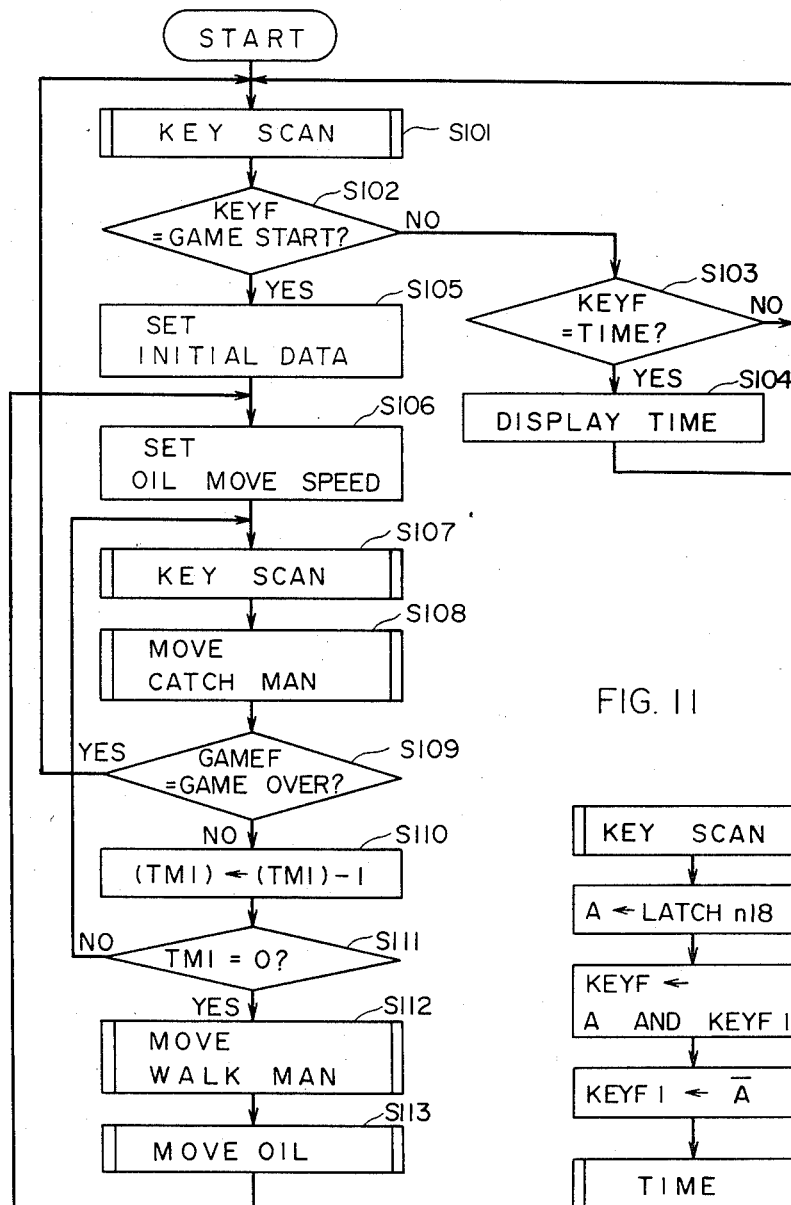 START
KEY SCAN
S101
S102
KEYF
=GAME START?
NO
YES
S105
SET
INITIAL DATA
S103
KEYF
=TIME?
NO
YES
S104
DISPLAY TIME
S106
SET
OIL MOVE SPEED
S107
KEY SCAN
S108
MOVE
CATCH MAN
S109
YES
GAMEF
=GAME OVER?
NO
S110
(TM1) ← (TM1)-1
S111
NO
TM1 = 0?
YES
S112
MOVE
WALK MAN
S113
MOVE OIL
FIG. 11
KEY SCAN
A ← LATCH n18
KEYF ←
A AND KEYF1
KEYF1 ← A̅
TIME